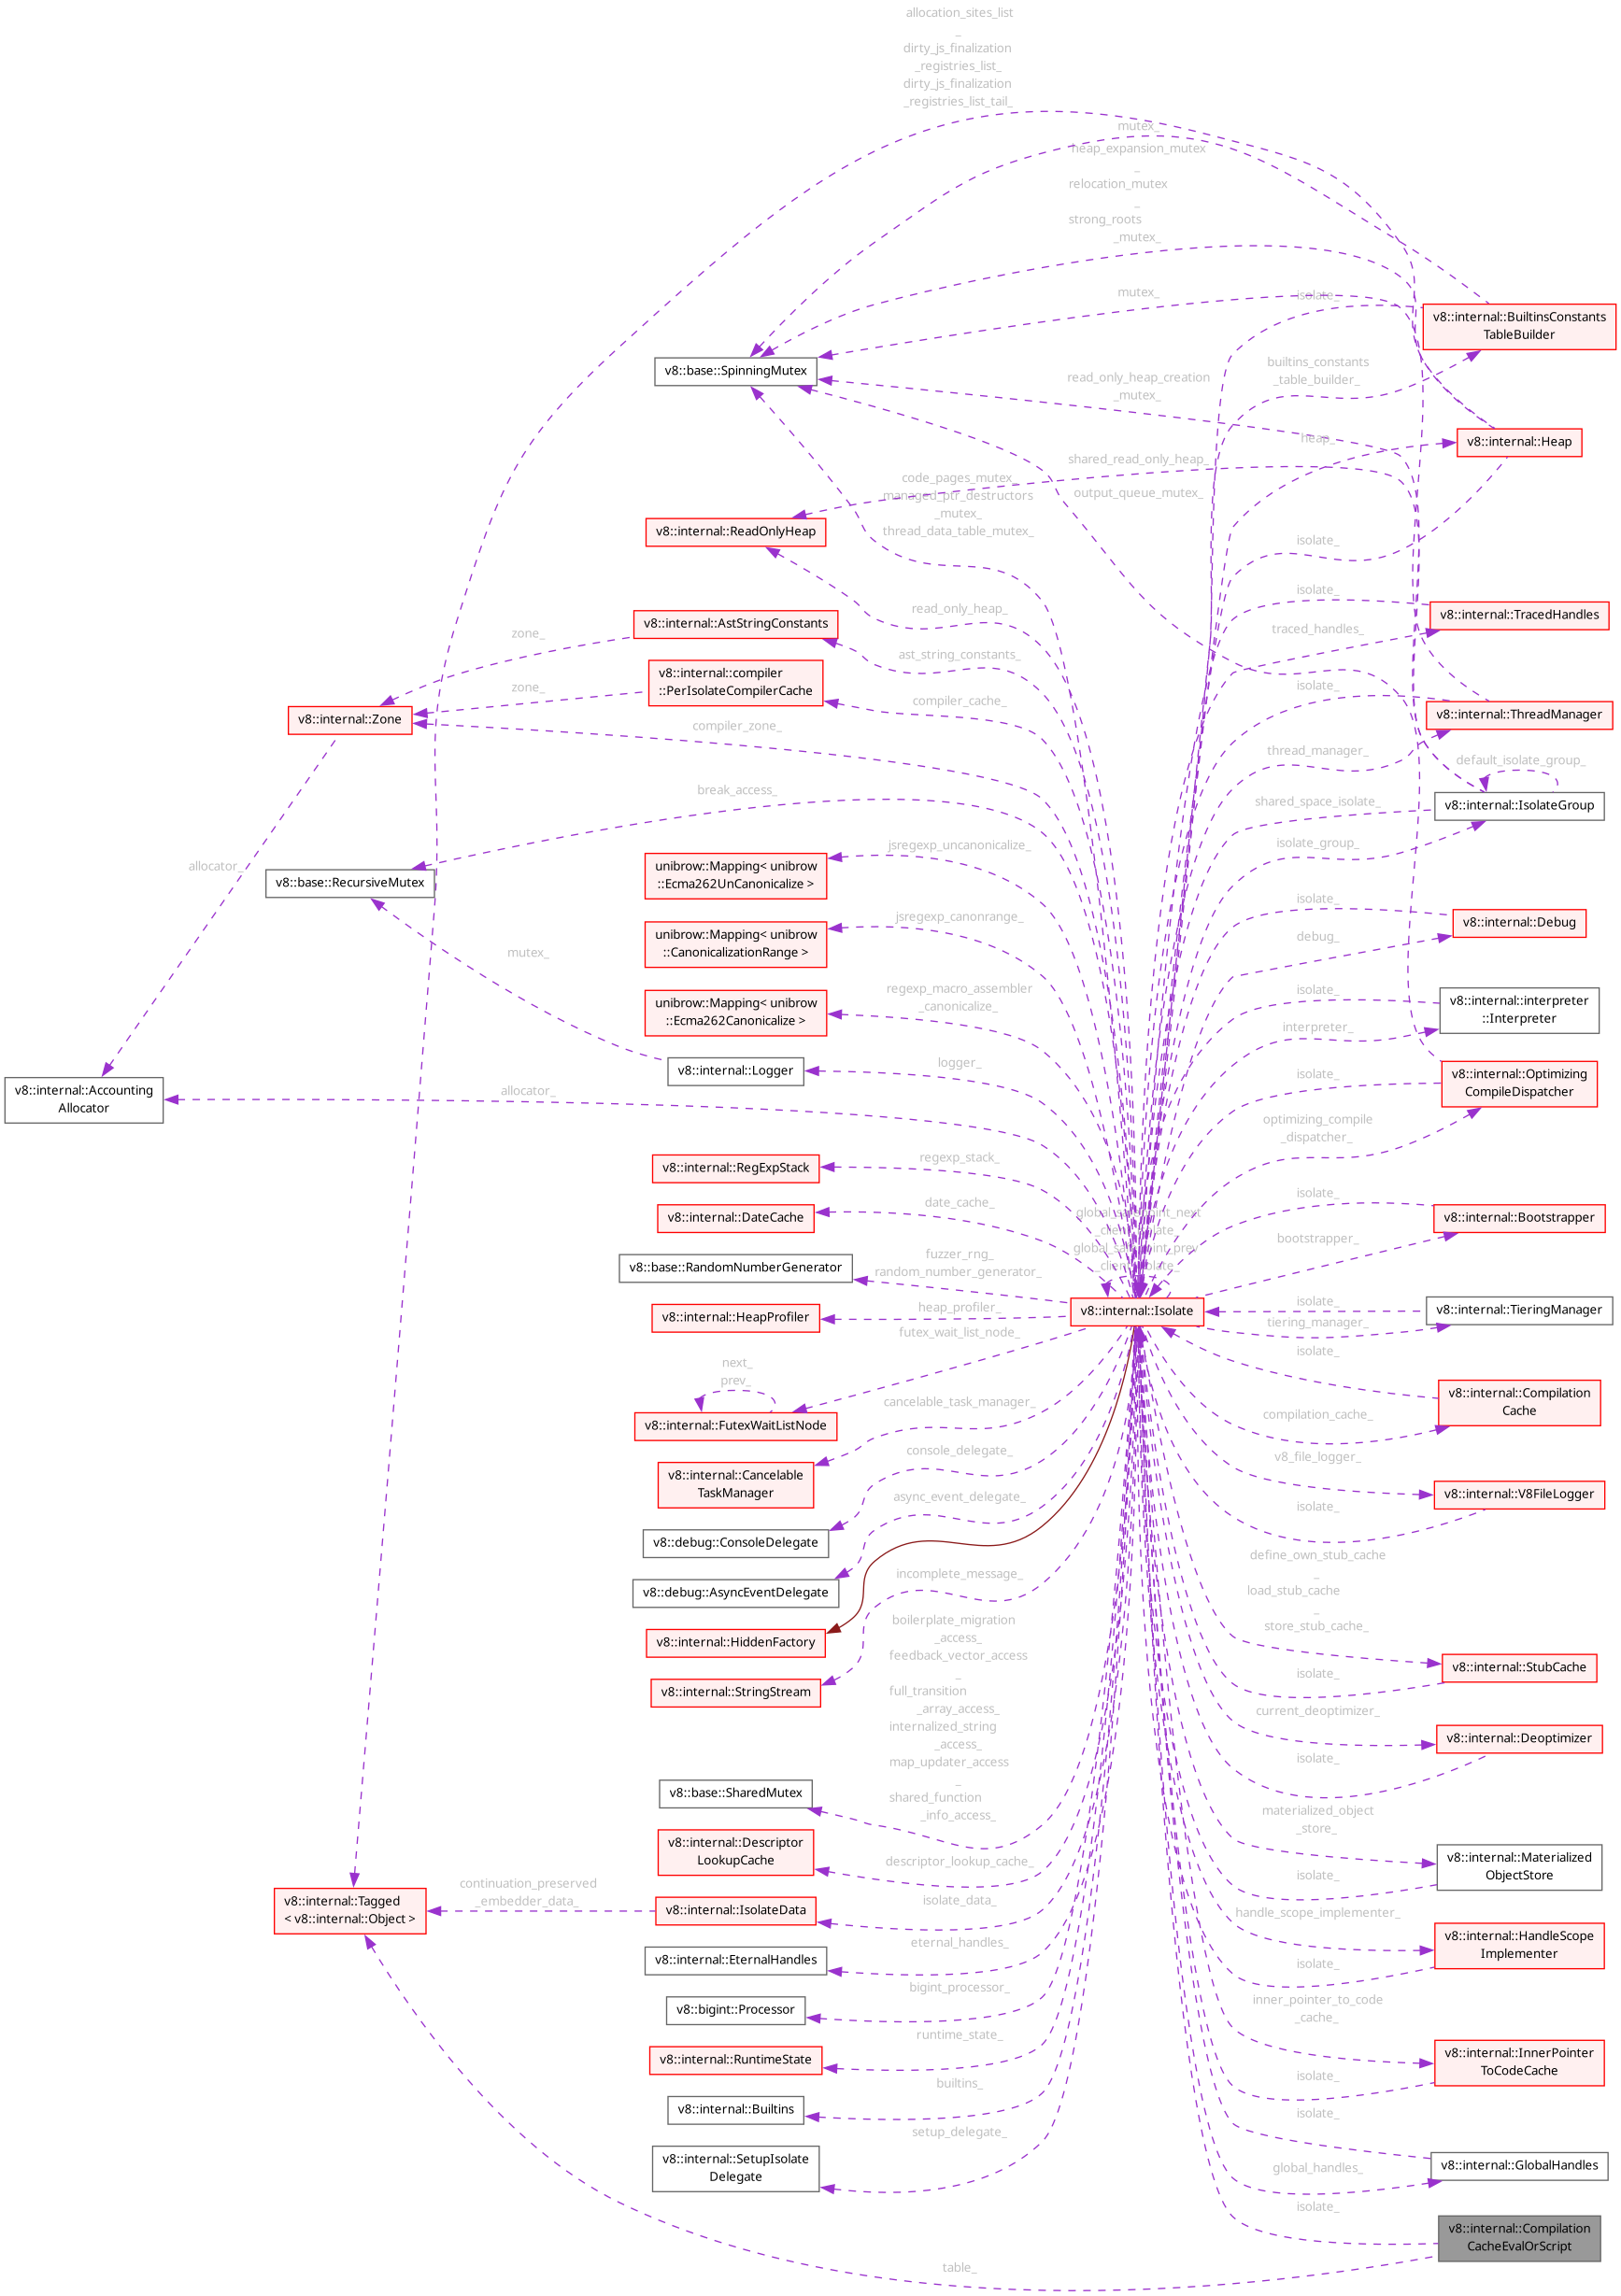 allocation_sites_list
_
dirty_js_finalization
_registries_list_
dirty_js_finalization
_registries_list_tail_
mutex_
heap_expansion_mutex
_
relocation_mutex
_
strong_roots
_mutex_
mutex_
isolate_
v8::internal::BuiltinsConstants
TableBuilder
v8::base::SpinningMutex
builtins_constants
_table_builder_
read_only_heap_creation
_mutex_
heap_
v8::internal::Heap
shared_read_only_heap_
code_pages_mutex_
managed_ptr_destructors
_mutex_
thread_data_table_mutex_
output_queue_mutex_
v8::internal::ReadOnlyHeap
isolate_
read_only_heap_
isolate_
v8::internal::TracedHandles
v8::internal::AstStringConstants
zone_
traced_handles_
ast_string_constants_
v8::internal::compiler
::PerIsolateCompilerCache
zone_
isolate_
compiler_cache_
v8::internal::Zone
v8::internal::ThreadManager
compiler_zone_
thread_manager_
default_isolate_group_
break_access_
shared_space_isolate_
v8::internal::IsolateGroup
isolate_group_
jsregexp_uncanonicalize_
allocator_
unibrow::Mapping< unibrow
::Ecma262UnCanonicalize >
v8::base::RecursiveMutex
isolate_
jsregexp_canonrange_
v8::internal::Debug
unibrow::Mapping< unibrow
::CanonicalizationRange >
debug_
mutex_
regexp_macro_assembler
_canonicalize_
isolate_
unibrow::Mapping< unibrow
::Ecma262Canonicalize >
v8::internal::interpreter
::Interpreter
interpreter_
logger_
v8::internal::Logger
isolate_
v8::internal::Optimizing
CompileDispatcher
v8::internal::Accounting
Allocator
allocator_
optimizing_compile
_dispatcher_
regexp_stack_
v8::internal::RegExpStack
isolate_
date_cache_
v8::internal::DateCache
global_safepoint_next
_client_isolate_
global_safepoint_prev
_client_isolate_
v8::internal::Bootstrapper
bootstrapper_
fuzzer_rng_
random_number_generator_
v8::base::RandomNumberGenerator
heap_profiler_
v8::internal::HeapProfiler
v8::internal::Isolate
isolate_
tiering_manager_
v8::internal::TieringManager
futex_wait_list_node_
isolate_
next_
prev_
v8::internal::FutexWaitListNode
cancelable_task_manager_
compilation_cache_
v8::internal::Compilation
Cache
console_delegate_
v8_file_logger_
v8::internal::Cancelable
TaskManager
v8::internal::V8FileLogger
async_event_delegate_
isolate_
v8::debug::ConsoleDelegate
define_own_stub_cache
_
load_stub_cache
_
store_stub_cache_
incomplete_message_
v8::debug::AsyncEventDelegate
v8::internal::HiddenFactory
boilerplate_migration
_access_
feedback_vector_access
_
full_transition
_array_access_
internalized_string
_access_
map_updater_access
_
shared_function
_info_access_
v8::internal::StringStream
v8::internal::StubCache
isolate_
current_deoptimizer_
v8::internal::Deoptimizer
isolate_
v8::base::SharedMutex
materialized_object
_store_
v8::internal::Descriptor
LookupCache
descriptor_lookup_cache_
v8::internal::Materialized
ObjectStore
isolate_
continuation_preserved
_embedder_data_
v8::internal::Tagged
< v8::internal::Object >
v8::internal::IsolateData
isolate_data_
handle_scope_implementer_
eternal_handles_
v8::internal::EternalHandles
v8::internal::HandleScope
Implementer
isolate_
bigint_processor_
v8::bigint::Processor
inner_pointer_to_code
_cache_
runtime_state_
v8::internal::RuntimeState
v8::internal::InnerPointer
ToCodeCache
isolate_
builtins_
v8::internal::Builtins
isolate_
setup_delegate_
v8::internal::SetupIsolate
Delegate
v8::internal::GlobalHandles
global_handles_
isolate_
v8::internal::Compilation
CacheEvalOrScript
table_